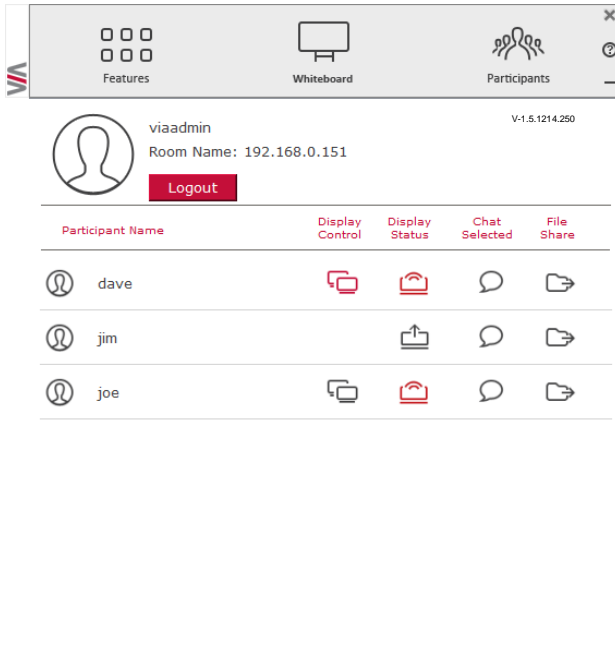 Features
Whiteboard
Participants
V-1.5.1214.250
viaadmin
Room Name: 192.168.0.151
Logout
Participant Name
Display Control
Display Status
Chat Selected
File Share
dave
jim
joe